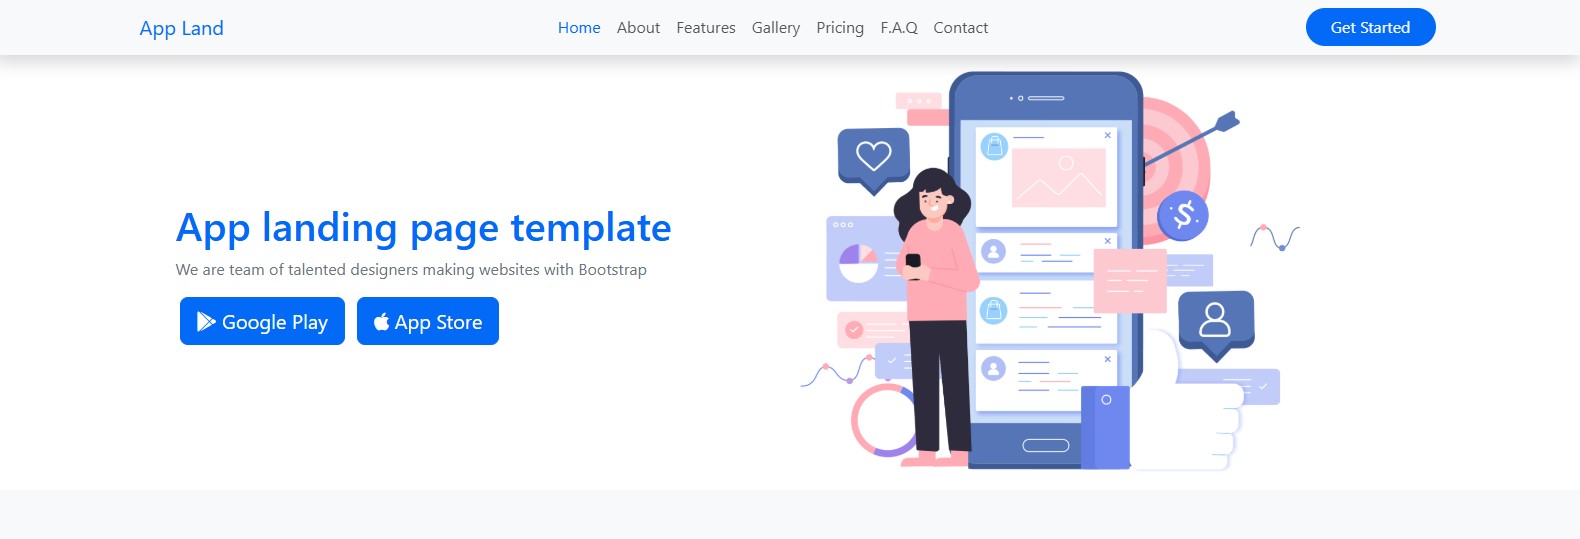 App Land
Home About Features Gallery Pricing F.A.Q Contact
Get Started
App landing page template
We are team of talented designers making websites with Bootstrap
Google Play App Store
$